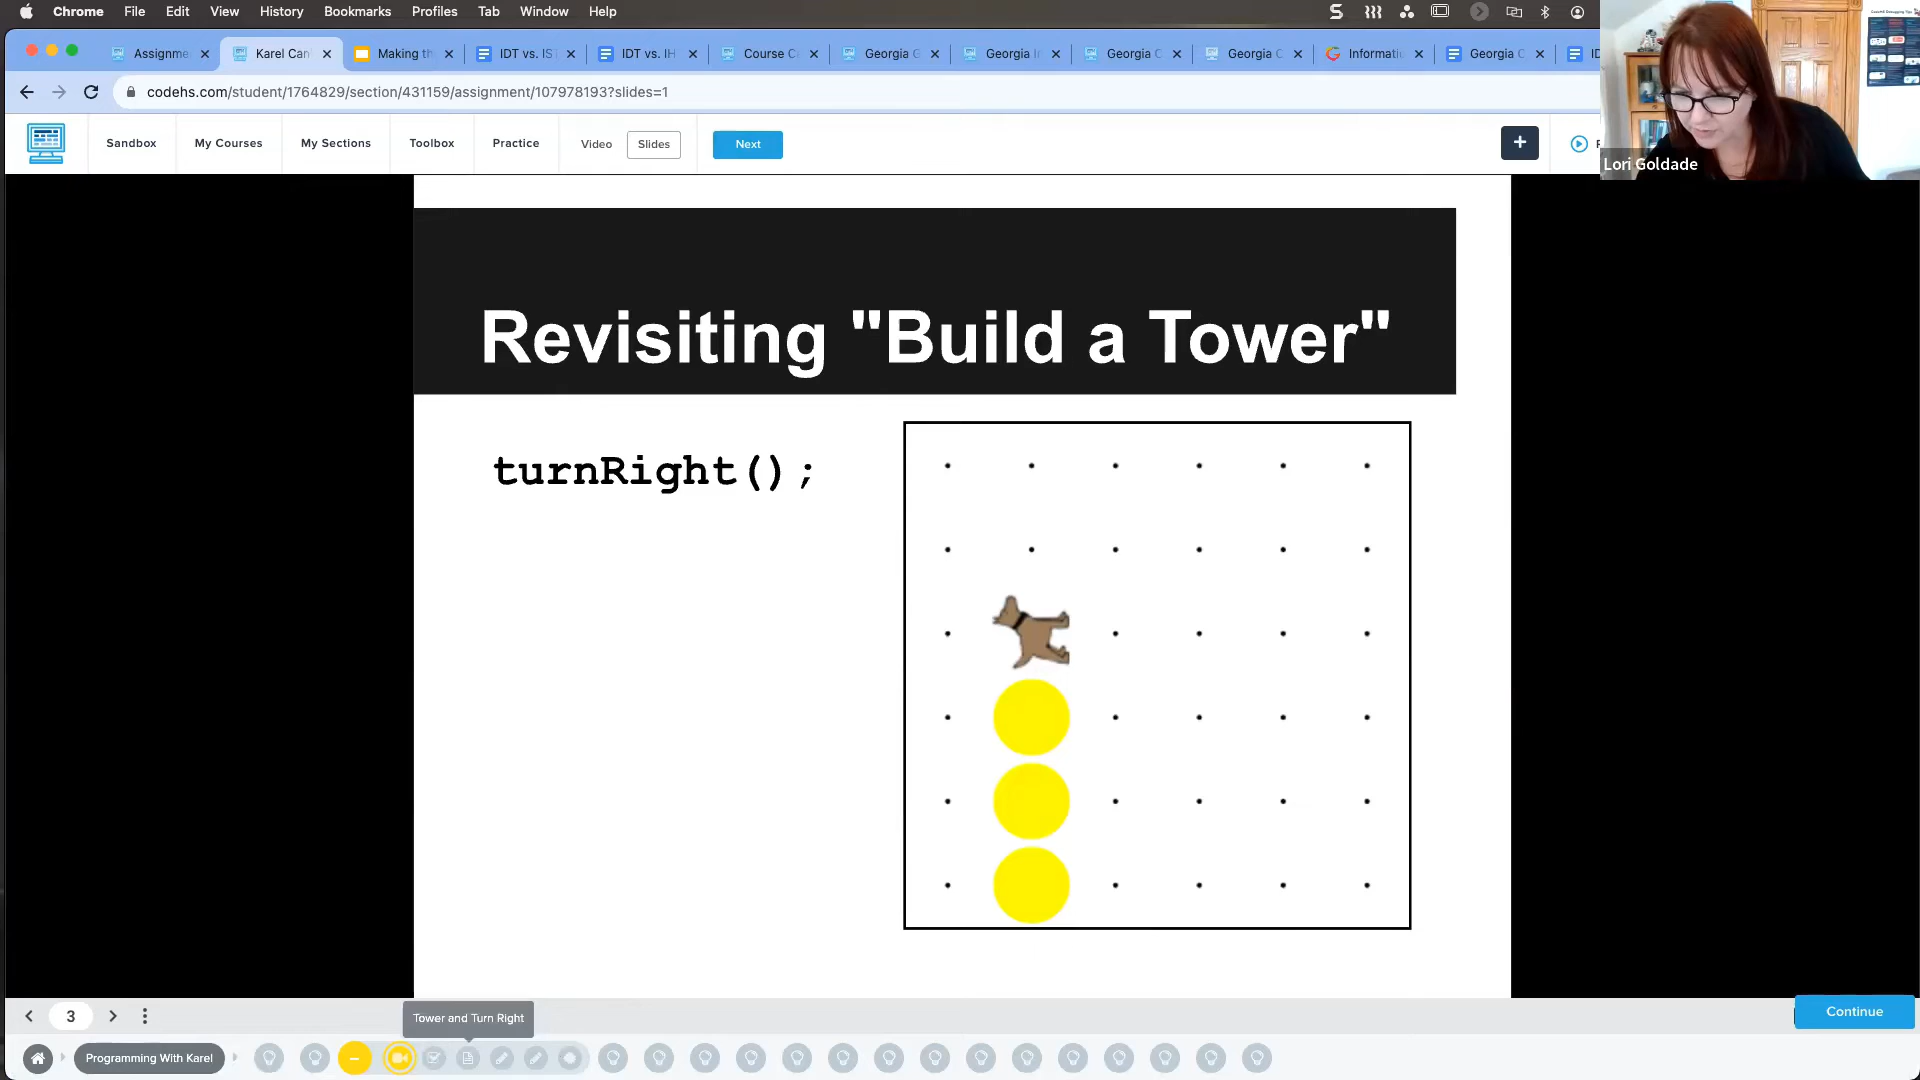 Chrome File Edit View History Bookmarks Profiles Tab Window Help
Assignme Karel Can' Making th IDT vs. IS IDT vs. IH Course C Georgia G Georgia In Georgia C Georgia C Informati Georgia C
codehs.com/student/1764829/section/431159/assignment/107978193?slides=1
Sandbox My Courses My Sections Toolbox Practice Video Slides Next +
Lori Goldade
Revisiting "Build a Tower"
turnRight();
3
Tower and Turn Right
Continue
Programming With Karel